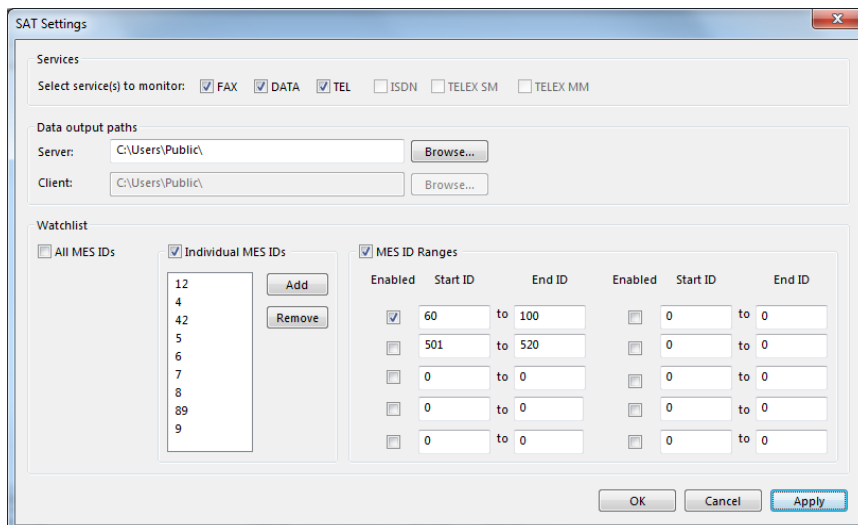 SAT Settings
Services
Select service(s) to monitor: FAX DATA TEL ISDN TELEX SM TELEX MM
Data output paths
Server: C:\Users\Public\ Browse...
Client: C:\Users\Public\ Browse...
Watchlist
All MES IDs
Individual MES IDs
12
4
42
5
6
7
8
89
9
Add
Remove
MES ID Ranges
Enabled Start ID End ID Enabled Start ID End ID
60 to 100 0 to 0
501 to 520 0 to 0
0 to 0 0 to 0
0 to 0 0 to 0
0 to 0 0 to 0
OK Cancel Apply